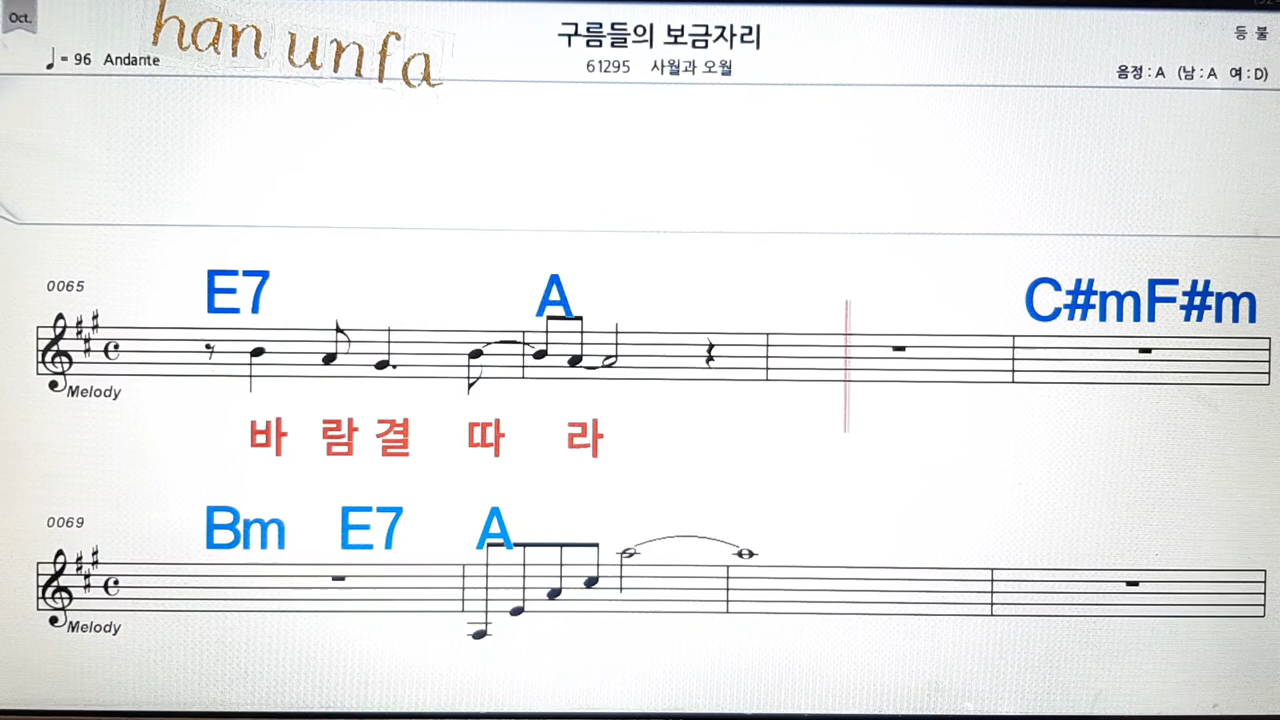 Oct.
han unfa
구름들의 보금자리
등 불
♩= 96 Andante
61295 사월과 오월
음정 : A (남 : A 여 : D)
0065
E7 A C#m F#m
Melody
바 람 결 따 라
0069
Bm E7 A
Melody